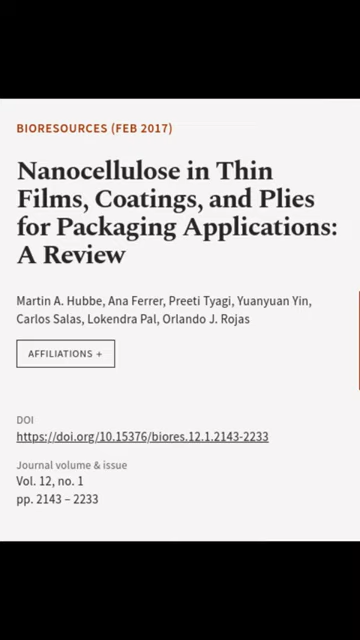 BIORESOURCES (FEB 2017)
Nanocellulose in Thin
Films, Coatings, and Plies
for Packaging Applications:
A Review
Martin A. Hubbe, Ana Ferrer, Preeti Tyagi, Yuanyuan Yin,
Carlos Salas, Lokendra Pal, Orlando J. Rojas
AFFILIATIONS +
DOI
https://doi.org/10.15376/biores.12.1.2143-2233
Journal volume & issue
Vol. 12, no. 1
pp. 2143 – 2233